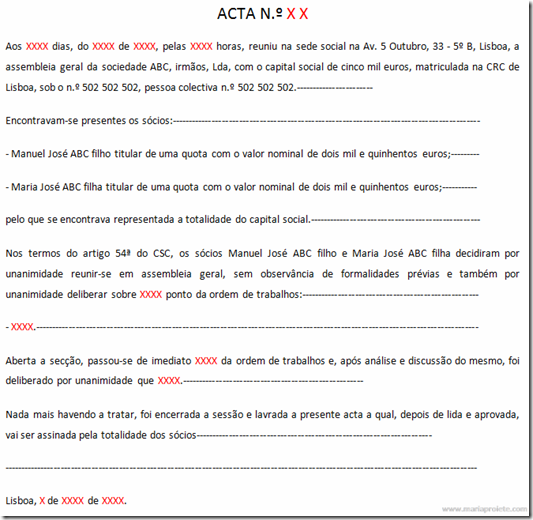 ACTA N.º X X
Aos XXXX dias, do XXXX de XXXX, pelas XXXX horas, reuniu na sede social na Av. 5 Outubro, 33 - 5º B, Lisboa, a
assembleia geral da sociedade ABC, irmãos, Lda, com o capital social de cinco mil euros, matriculada na CRC de
Lisboa, sob o n.º 502 502 502, pessoa colectiva n.º 502 502 502.-----------------------
Encontravam-se presentes os sócios:---------------------------------------------------------------------------------------------
- Manuel José ABC filho titular de uma quota com o valor nominal de dois mil e quinhentos euros;---------
- Maria José ABC filha titular de uma quota com o valor nominal de dois mil e quinhentos euros;-----------
pelo que se encontrava representada a totalidade do capital social.---------------------------------------------------
Nos termos do artigo 54ª do CSC, os sócios Manuel José ABC filho e Maria José ABC filha decidiram por
unanimidade reunir-se em assembleia geral, sem observância de formalidades prévias e também por
unanimidade deliberar sobre XXXX ponto da ordem de trabalhos:-----------------------------------------------------
- XXXX.--------------------------------------------------------------------------------------------------------------------------------------
Aberta a secção, passou-se de imediato XXXX da ordem de trabalhos e, após análise e discussão do mesmo, foi
deliberado por unanimidade que XXXX.------------------------------------------------------
Nada mais havendo a tratar, foi encerrada a sessão e lavrada a presente acta a qual, depois de lida e aprovada,
vai ser assinada pela totalidade dos sócios-----------------------------------------------------------------------
----------------------------------------------------------------------------------------------------------------------------------------------
Lisboa, X de XXXX de XXXX.
www.mariaprojeto.com